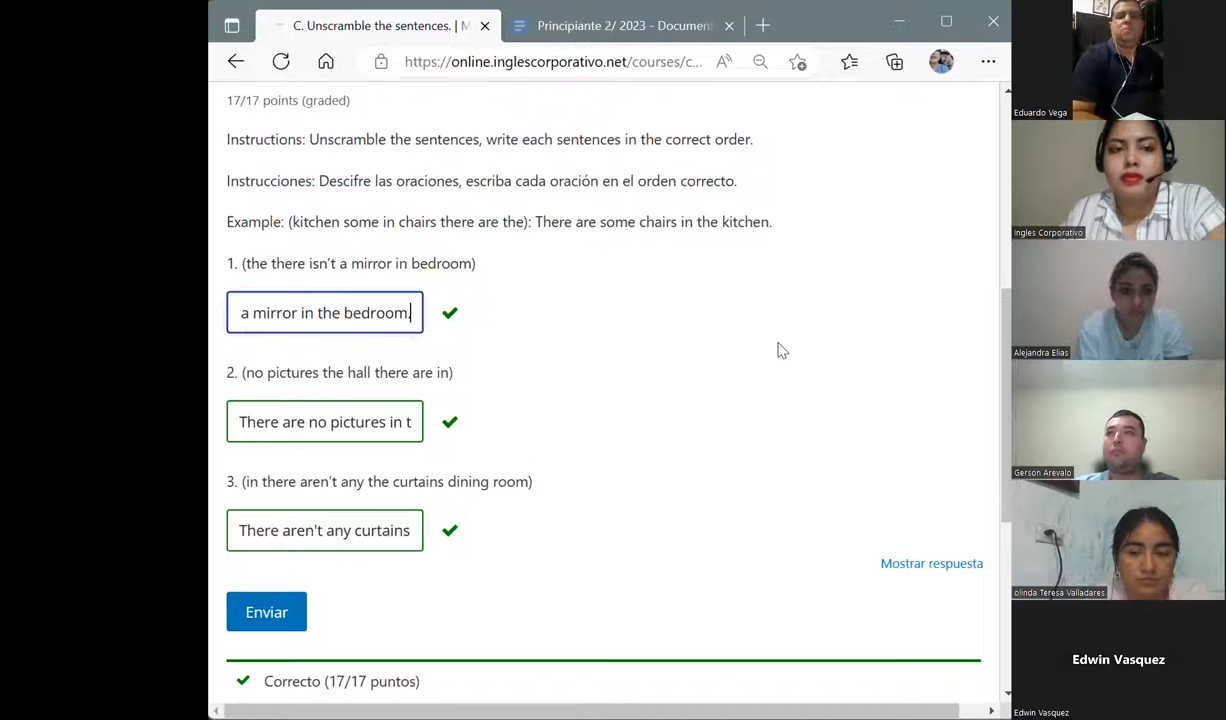 C. Unscramble the sentences. | M
Principiante 2/ 2023 - Document
https://online.inglescorporativo.net/courses/c...
17/17 points (graded)
Instructions: Unscramble the sentences, write each sentences in the correct order.
Instrucciones: Descifre las oraciones, escriba cada oración en el orden correcto.
Example: (kitchen some in chairs there are the): There are some chairs in the kitchen.
1. (the there isn't a mirror in bedroom)
a mirror in the bedroom.
2. (no pictures the hall there are in)
There are no pictures in t
3. (in there aren't any the curtains dining room)
There aren't any curtains
Mostrar respuesta
Enviar
Correcto (17/17 puntos)
Eduardo Vega
Ingles Corporativo
Alejandra Elias
Gerson Arevalo
olinda Teresa Valladares
Edwin Vasquez
Edwin Vasquez